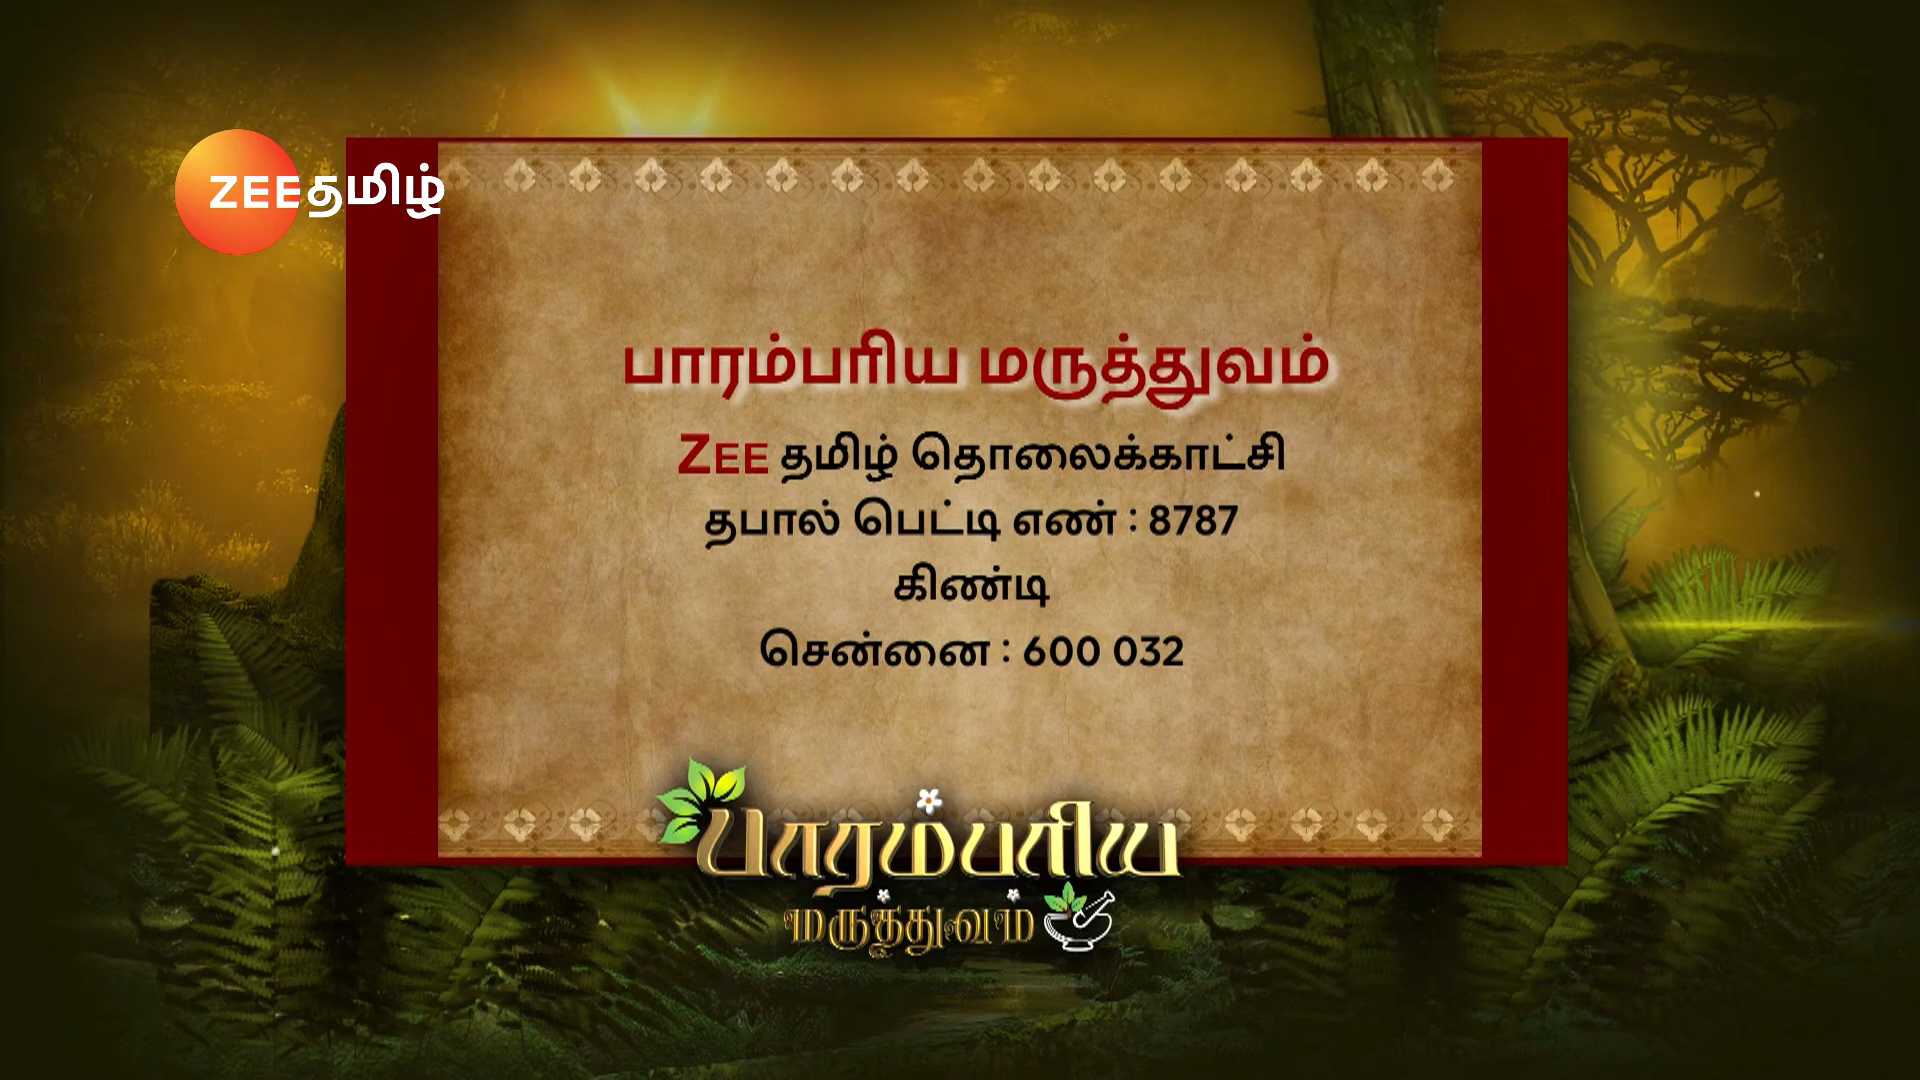 ZEEதமிழ்
பாரம்பரிய மருத்துவம்
ZEE தமிழ் தொலைக்காட்சி
தபால் பெட்டி எண் : 8787
கிண்டி
சென்னை : 600 032
பாரம்பரிய
மருத்துவம்